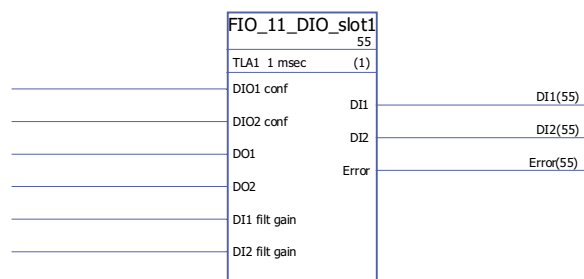 FIO_11_DIO_slot1
55
TLA1 1 msec (1)
DIO1 conf
DI1 DI1(55)
DIO2 conf
DI2 DI2(55)
DO1
Error Error(55)
DO2
DI1 filt gain
DI2 filt gain